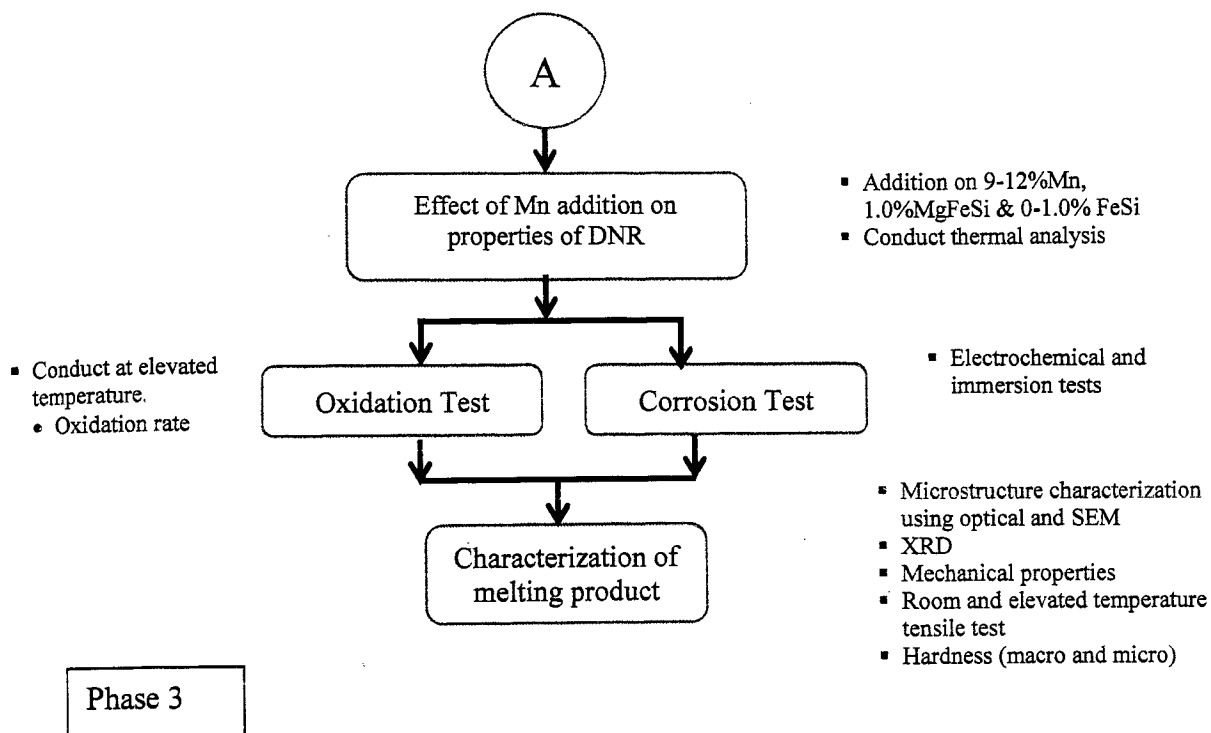 A
Effect of Mn addition on
properties of DNR
▪ Addition on 9-12%Mn,
1.0%MgFeSi & 0-1.0% FeSi
▪ Conduct thermal analysis
▪ Conduct at elevated
temperature.
• Oxidation rate
Oxidation Test
Corrosion Test
▪ Electrochemical and
immersion tests
Characterization of
melting product
▪ Microstructure characterization
using optical and SEM
▪ XRD
▪ Mechanical properties
▪ Room and elevated temperature
tensile test
▪ Hardness (macro and micro)
Phase 3